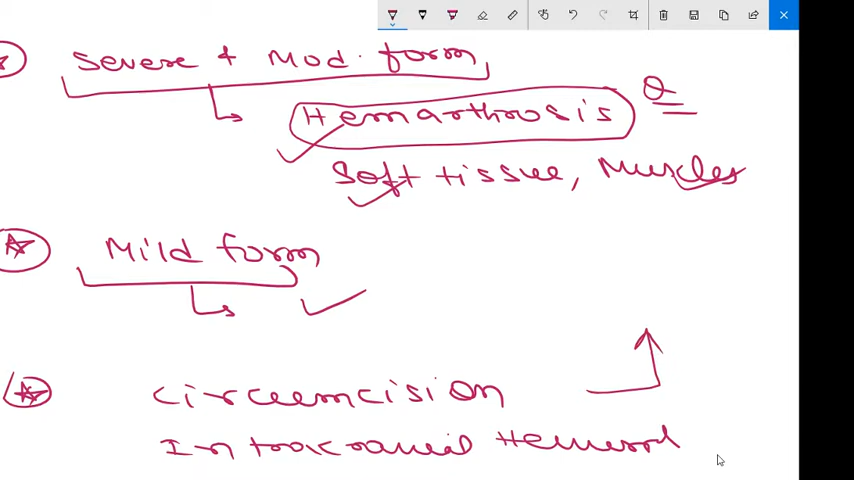 Severe & Mod. form
Hemarthrosis Q
Soft tissue, Muscles
Mild form
circumcision
Intracranial Hemorrh